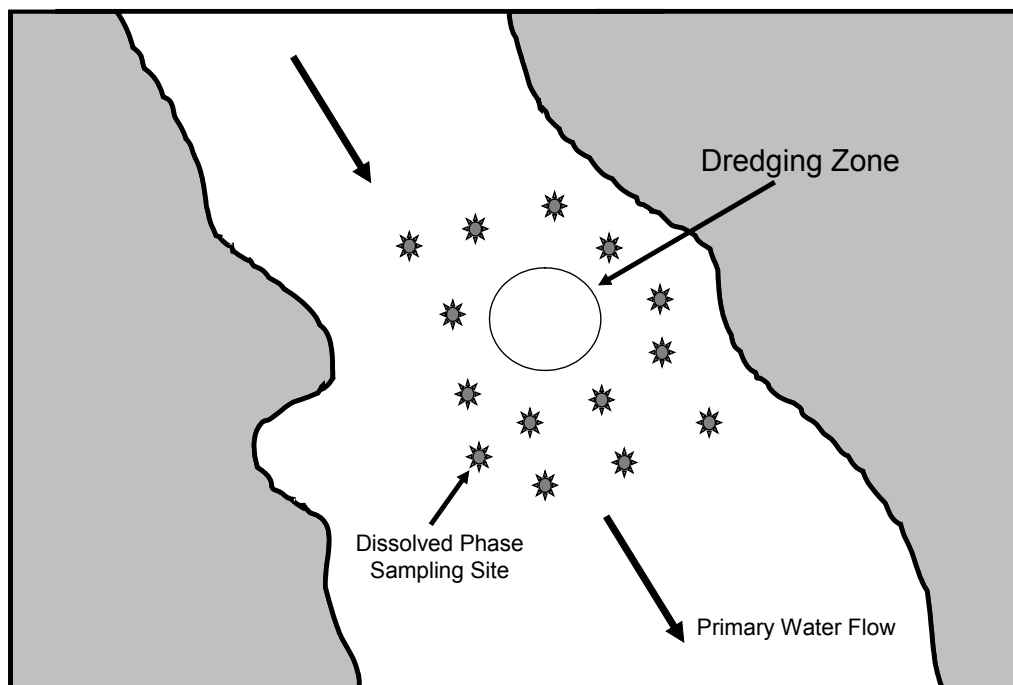 Dredging Zone
Dissolved Phase
Sampling Site
Primary Water Flow